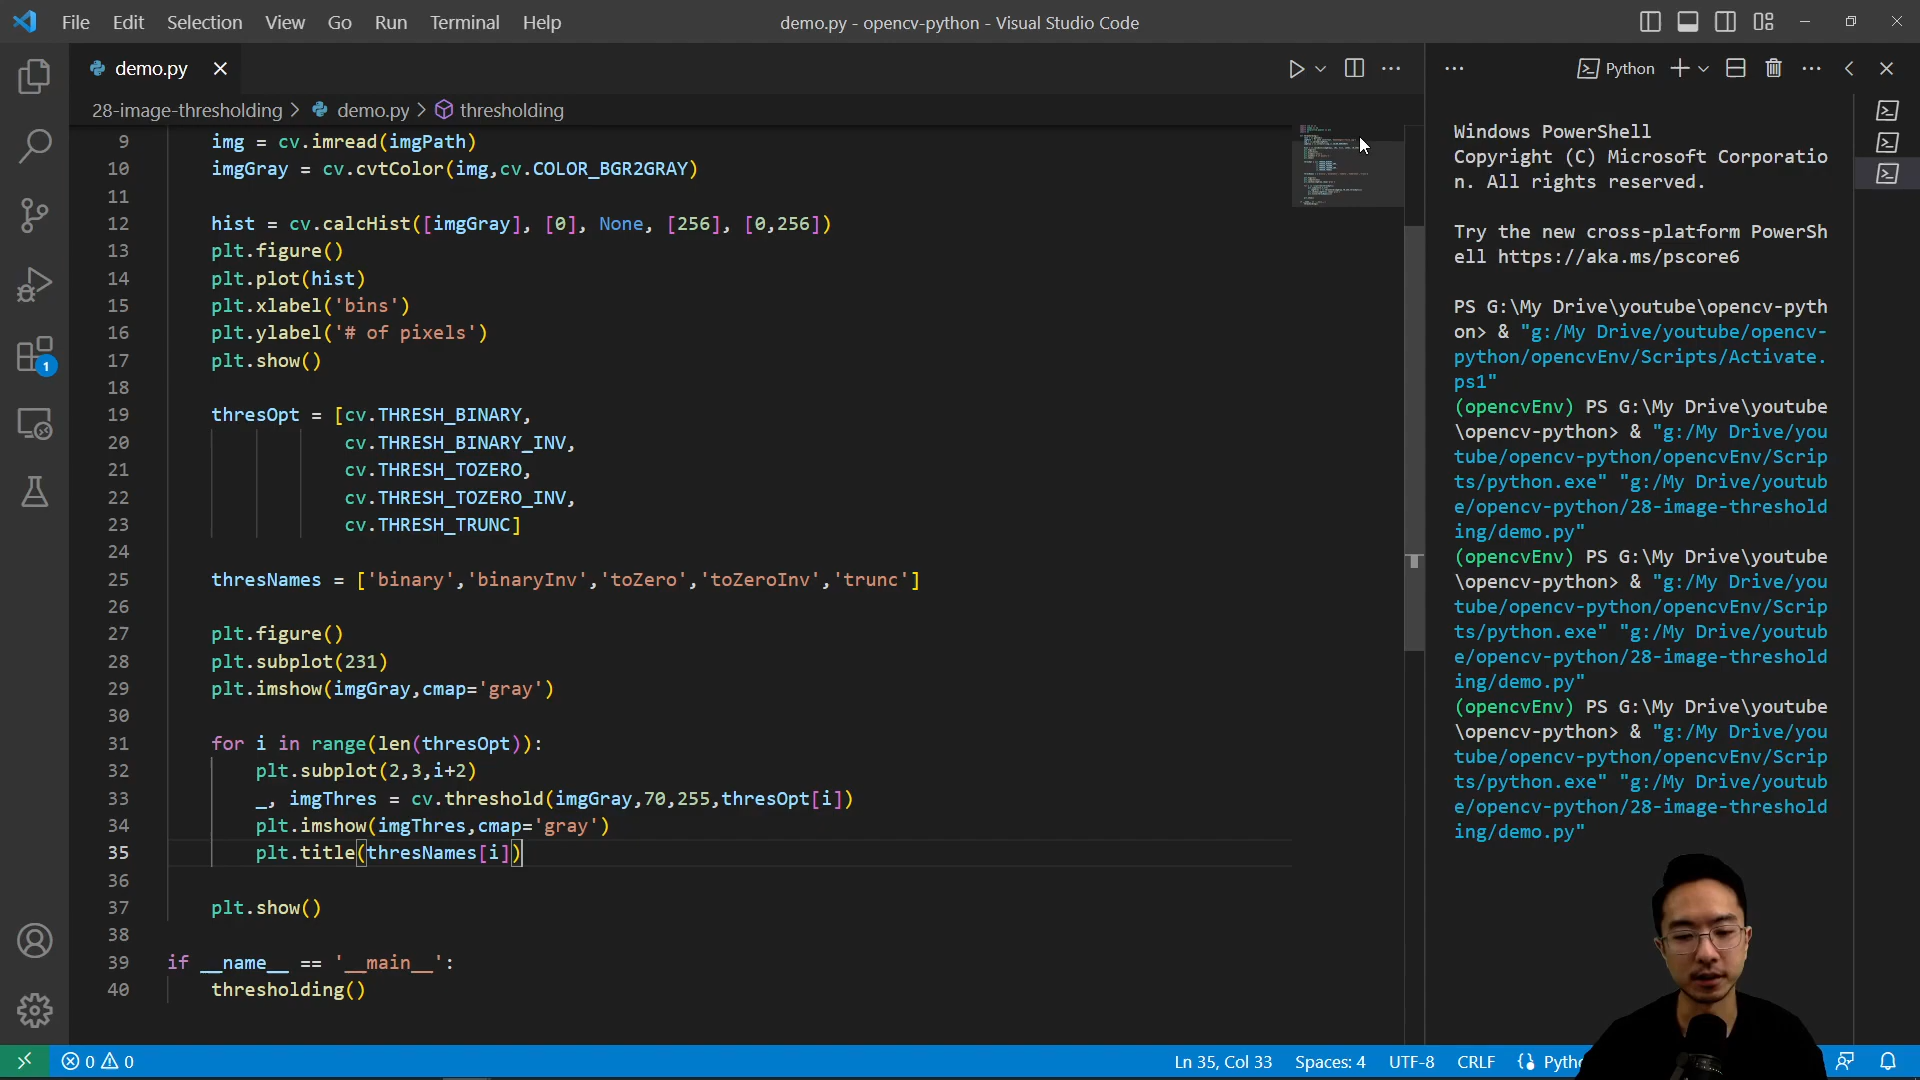 File Edit Selection View Go Run Terminal Help
demo.py - opencv-python - Visual Studio Code
demo.py
28-image-thresholding > demo.py > thresholding
9 img = cv.imread(imgPath)
10 imgGray = cv.cvtColor(img,cv.COLOR_BGR2GRAY)
11
12 hist = cv.calcHist([imgGray], [0], None, [256], [0,256])
13 plt.figure()
14 plt.plot(hist)
15 plt.xlabel('bins')
16 plt.ylabel('# of pixels')
17 plt.show()
18
19 thresOpt = [cv.THRESH_BINARY,
20 cv.THRESH_BINARY_INV,
21 cv.THRESH_TOZERO,
22 cv.THRESH_TOZERO_INV,
23 cv.THRESH_TRUNC]
24
25 thresNames = ['binary','binaryInv','toZero','toZeroInv','trunc']
26
27 plt.figure()
28 plt.subplot(231)
29 plt.imshow(imgGray,cmap='gray')
30
31 for i in range(len(thresOpt)):
32 plt.subplot(2,3,i+2)
33 _, imgThres = cv.threshold(imgGray,70,255,thresOpt[i])
34 plt.imshow(imgThres,cmap='gray')
35 plt.title(thresNames[i])
36
37 plt.show()
38
39 if __name__ == '__main__':
40 thresholding()
Python
Windows PowerShell
Copyright (C) Microsoft Corporatio
n. All rights reserved.
Try the new cross-platform PowerSh
ell https://aka.ms/pscore6
PS G:\My Drive\youtube\opencv-pyth
on> & "g:/My Drive/youtube/opencv-
python/opencvEnv/Scripts/Activate.
ps1"
(opencvEnv) PS G:\My Drive\youtube
\opencv-python> & "g:/My Drive/you
tube/opencv-python/opencvEnv/Scrip
ts/python.exe" "g:/My Drive/youtub
e/opencv-python/28-image-threshold
ing/demo.py"
(opencvEnv) PS G:\My Drive\youtube
\opencv-python> & "g:/My Drive/you
tube/opencv-python/opencvEnv/Scrip
ts/python.exe" "g:/My Drive/youtub
e/opencv-python/28-image-threshold
ing/demo.py"
(opencvEnv) PS G:\My Drive\youtube
\opencv-python> & "g:/My Drive/you
tube/opencv-python/opencvEnv/Scrip
ts/python.exe" "g:/My Drive/youtub
e/opencv-python/28-image-threshold
ing/demo.py"
1
0 0
Ln 35, Col 33 Spaces: 4 UTF-8 CRLF Pytho